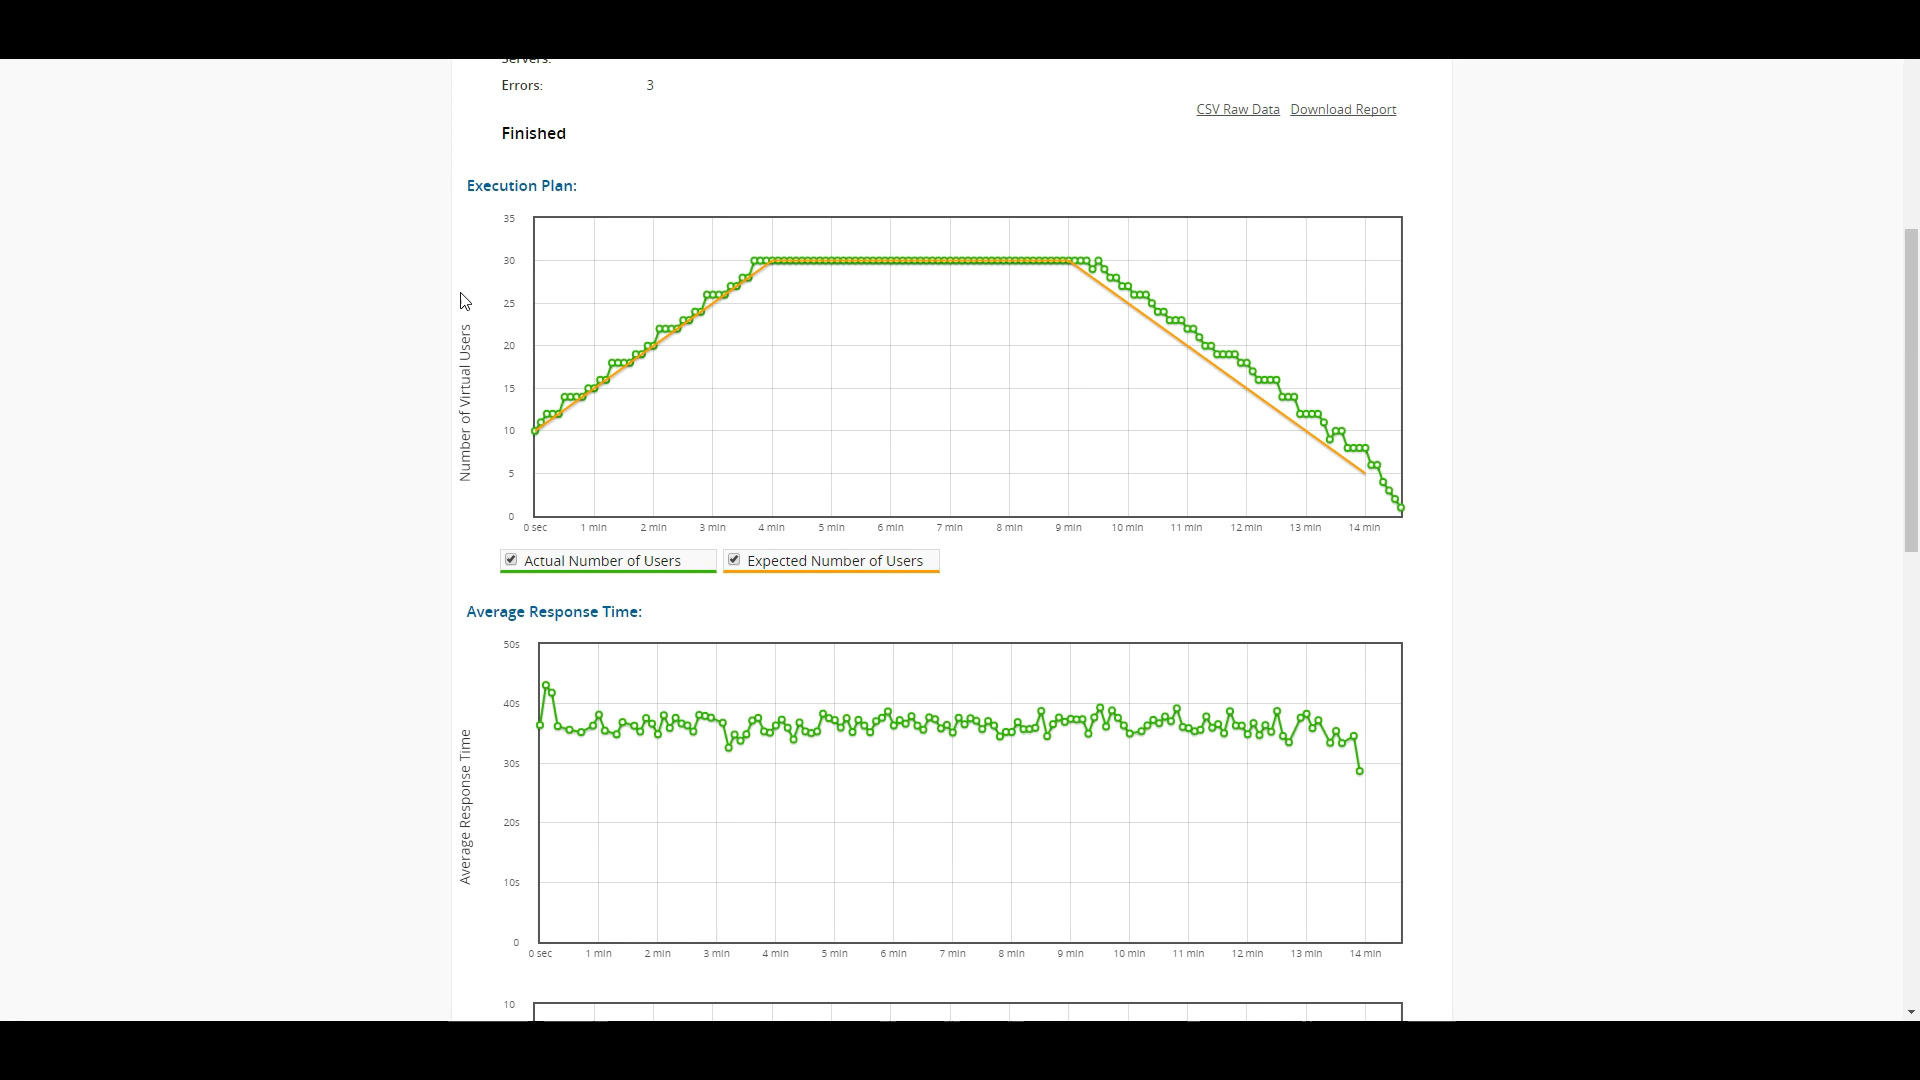 Servers:
Errors: 3
CSV Raw Data Download Report
Finished
Execution Plan:
35
30
25
20
15
10
5
0
Number of Virtual Users
0 sec 1 min 2 min 3 min 4 min 5 min 6 min 7 min 8 min 9 min 10 min 11 min 12 min 13 min 14 min
Actual Number of Users Expected Number of Users
Average Response Time:
50s
40s
30s
20s
10s
0
Average Response Time
0 sec 1 min 2 min 3 min 4 min 5 min 6 min 7 min 8 min 9 min 10 min 11 min 12 min 13 min 14 min
10